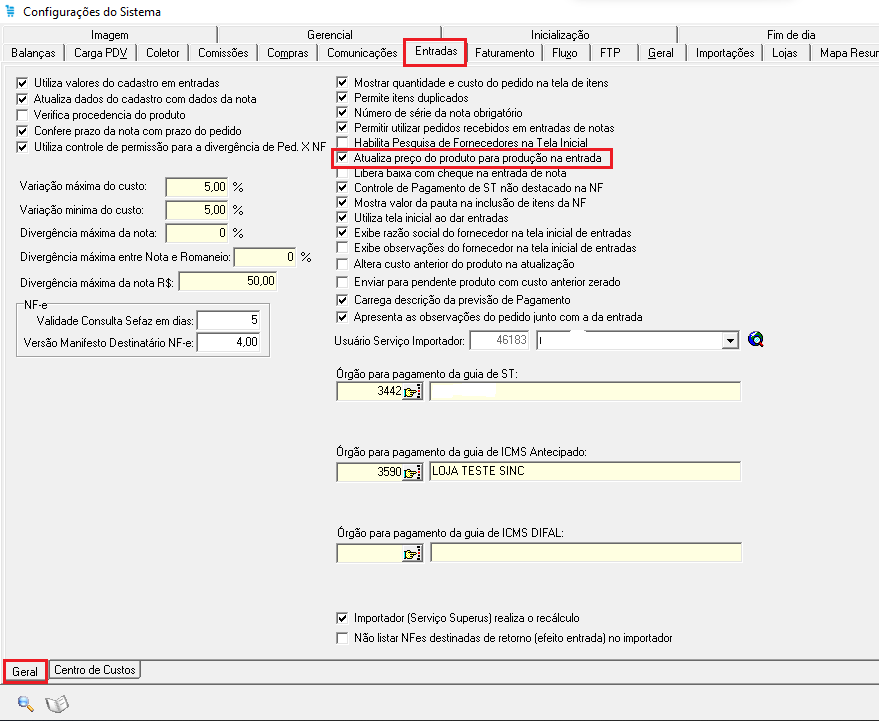 Configurações do Sistema
Imagem Gerencial Inicialização Fim de dia
Balanças Carga PDV Coletor Comissões Compras Comunicações Entradas Faturamento Fluxo FTP Geral Importações Lojas Mapa Resur
Utiliza valores do cadastro em entradas
Atualiza dados do cadastro com dados da nota
Verifica procedencia do produto
Confere prazo da nota com prazo do pedido
Utiliza controle de permissão para a divergência de Ped. X NF
Variação máxima do custo: 5,00 %
Variação minima do custo: 5,00 %
Divergência máxima da nota: 0 %
Divergência máxima entre Nota e Romaneio: 0 %
Divergência máxima da nota R$: 50,00
NF-e
Validade Consulta Sefaz em dias: 5
Versão Manifesto Destinatário NF-e: 4,00
Mostrar quantidade e custo do pedido na tela de itens
Permite itens duplicados
Número de série da nota obrigatório
Permitir utilizar pedidos recebidos em entradas de notas
Habilita Pesquisa de Fornecedores na Tela Inicial
Atualiza preço do produto para produção na entrada
Libera baixa com cheque na entrada de nota
Controle de Pagamento de ST não destacado na NF
Mostra valor da pauta na inclusão de itens da NF
Utiliza tela inicial ao dar entradas
Exibe razão social do fornecedor na tela inicial de entradas
Exibe observações do fornecedor na tela inicial de entradas
Altera custo anterior do produto na atualização
Enviar para pendente produto com custo anterior zerado
Carrega descrição da previsão de Pagamento
Apresenta as observações do pedido junto com a da entrada
Usuário Serviço Importador: 46183
Órgão para pagamento da guia de ST:
3442
Órgão para pagamento da guia de ICMS Antecipado:
3590 LOJA TESTE SINC
Órgão para pagamento da guia de ICMS DIFAL:
Importador (Serviço Superus) realiza o recálculo
Não listar NFes destinadas de retorno (efeito entrada) no importador
Geral Centro de Custos